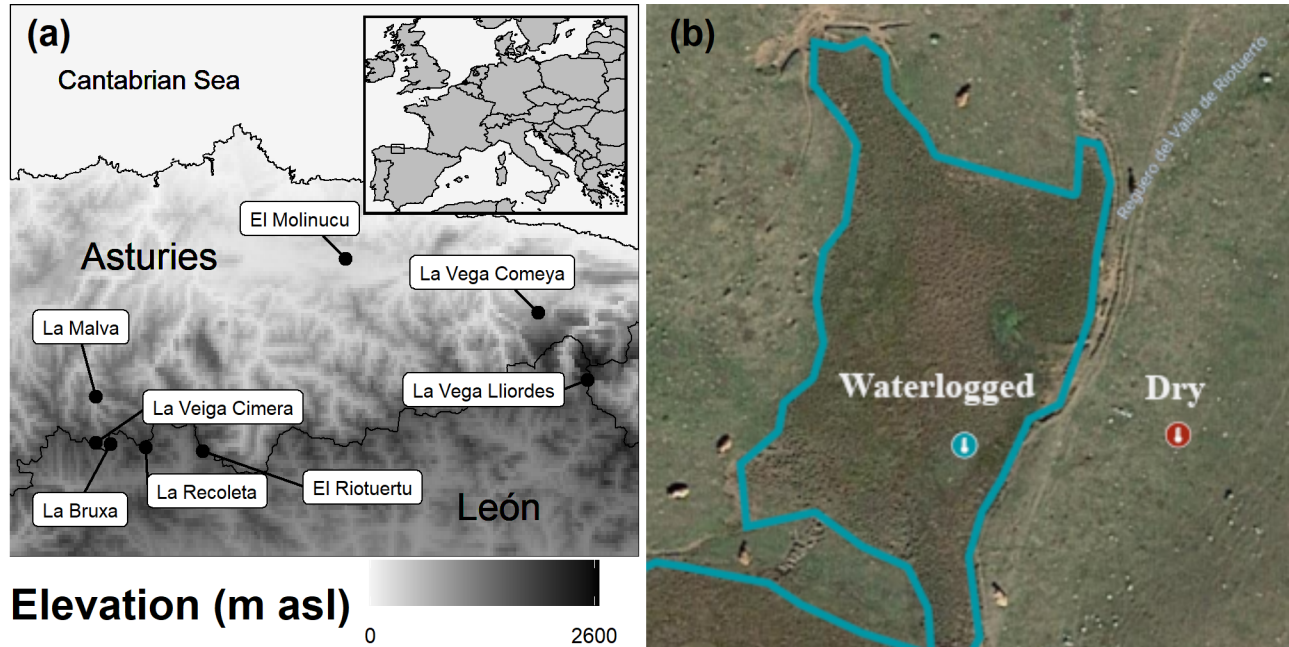 (a)
Cantabrian Sea
El Molinucu
Asturies
La Vega Comeya
La Malva
La Veiga Cimera
La Vega Lliordes
La Recoleta
El Riotuertu
La Bruxa
León
Elevation (m asl)
0
2600
(b)
Reguero del Valle de Riotuerto
Waterlogged
Dry